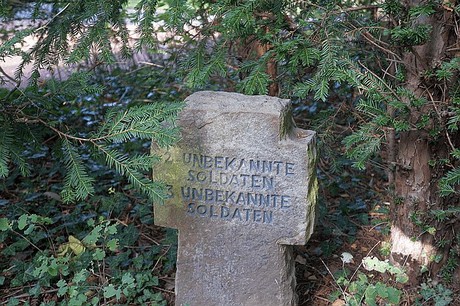 2 UNBEKANNTE
SOLDATEN
3 UNBEKANNTE
SOLDATEN